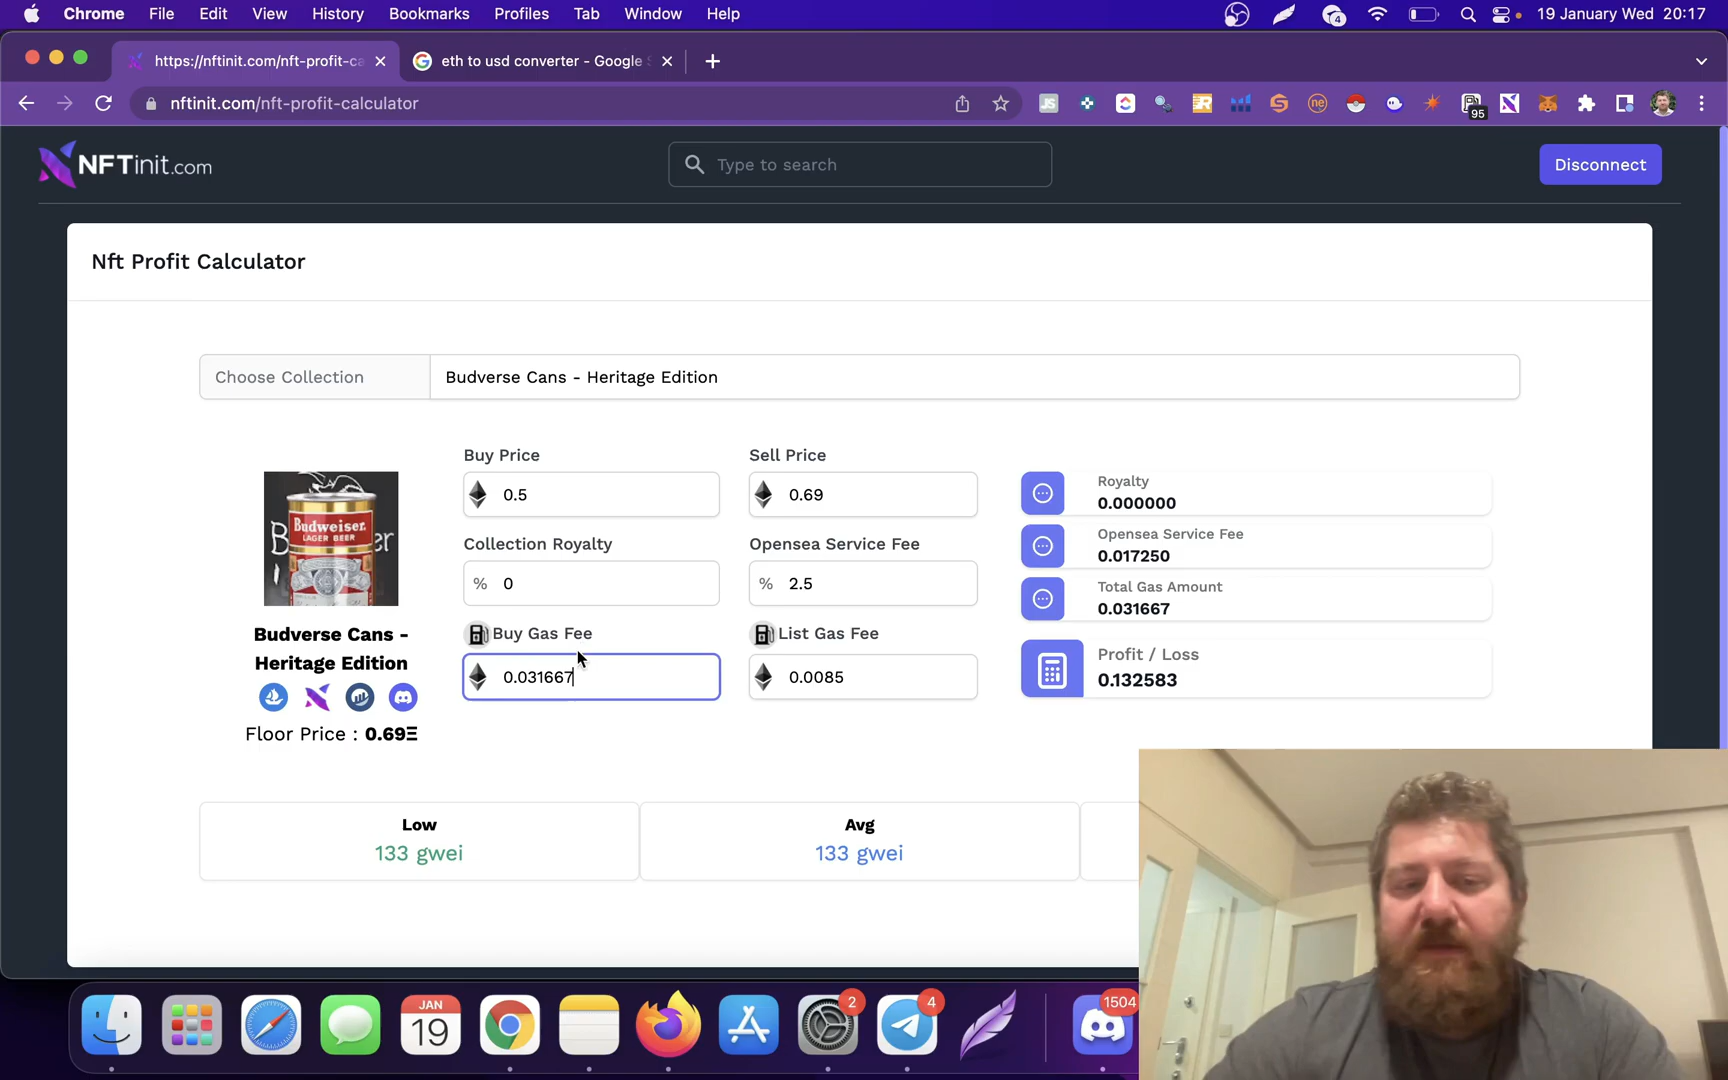 Chrome File Edit View History Bookmarks Profiles Tab Window Help
4
19 January Wed 20:17
https://nftinit.com/nft-profit-ca
eth to usd converter - Google S
nftinit.com/nft-profit-calculator
JS
ne
95
NFTinit.com
Type to search
Disconnect
Nft Profit Calculator
Choose Collection
Budverse Cans - Heritage Edition
Buy Price
0.5
Sell Price
0.69
Collection Royalty
% 0
Opensea Service Fee
% 2.5
Buy Gas Fee
0.031667
List Gas Fee
0.0085
Royalty
0.000000
Opensea Service Fee
0.017250
Total Gas Amount
0.031667
Profit / Loss
0.132583
Budweiser
LAGER BEER
Budverse Cans -
Heritage Edition
Floor Price : 0.69Ξ
Low
133 gwei
Avg
133 gwei
JAN
19
2
4
1504